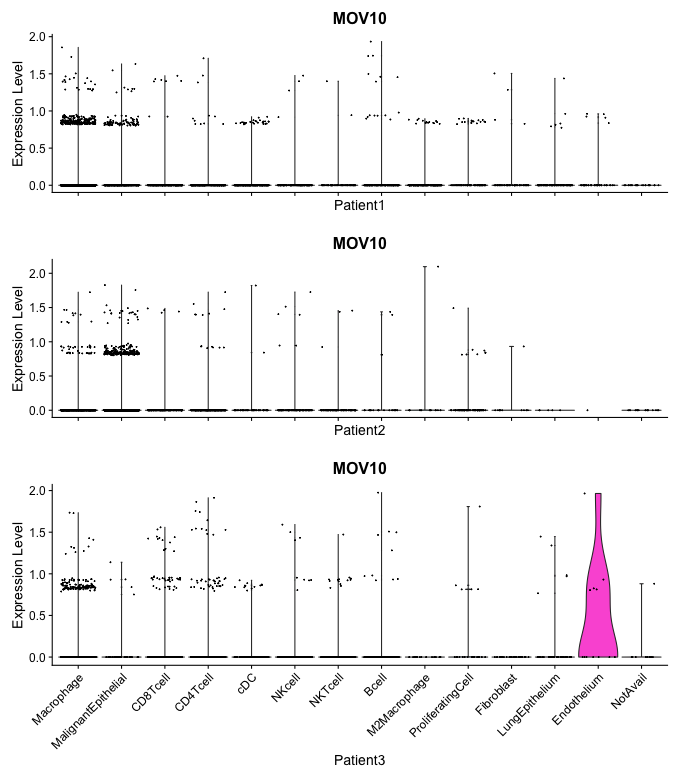 MOV10
Expression Level
2.0
1.5
1.0
0.5
0.0
Patient1
MOV10
Expression Level
2.0
1.5
1.0
0.5
0.0
Patient2
MOV10
Expression Level
2.0
1.5
1.0
0.5
0.0
Macrophage
MalignantEpithelial
CD8Tcell
CD4Tcell
cDC
NKcell
NKTcell
Bcell
M2Macrophage
ProliferatingCell
Fibroblast
LungEpithelium
Endothelium
NotAvail
Patient3